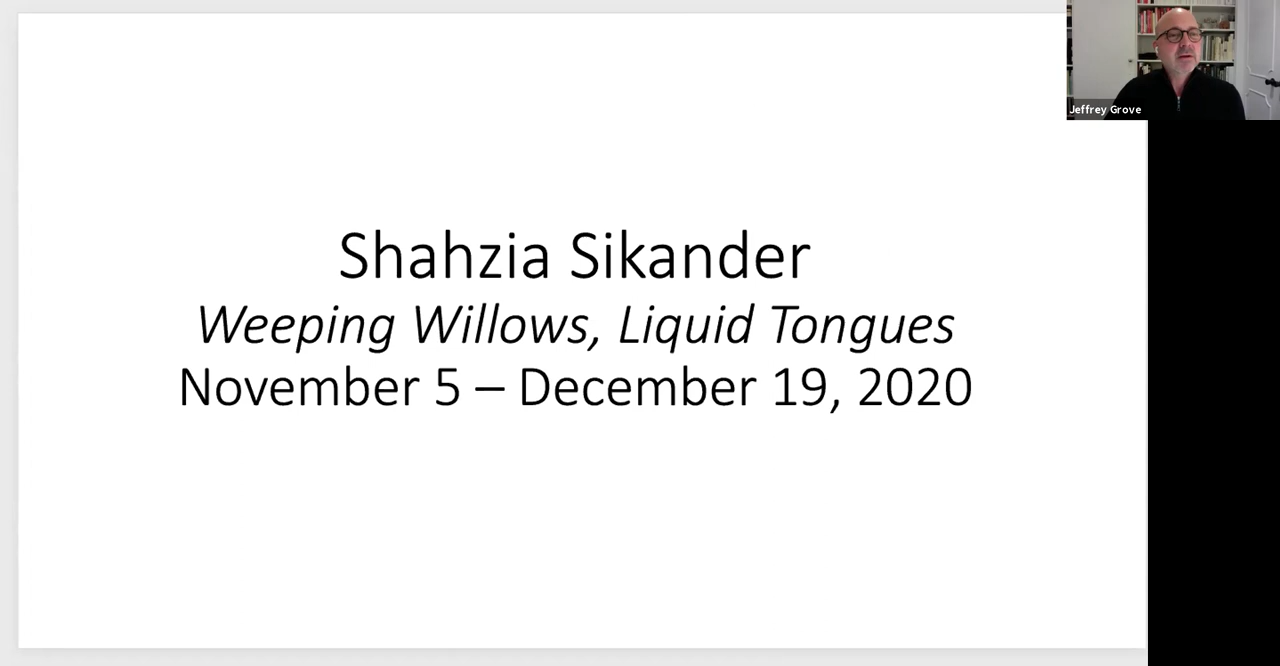 Shahzia Sikander
Weeping Willows, Liquid Tongues
November 5 – December 19, 2020
Jeffrey Grove